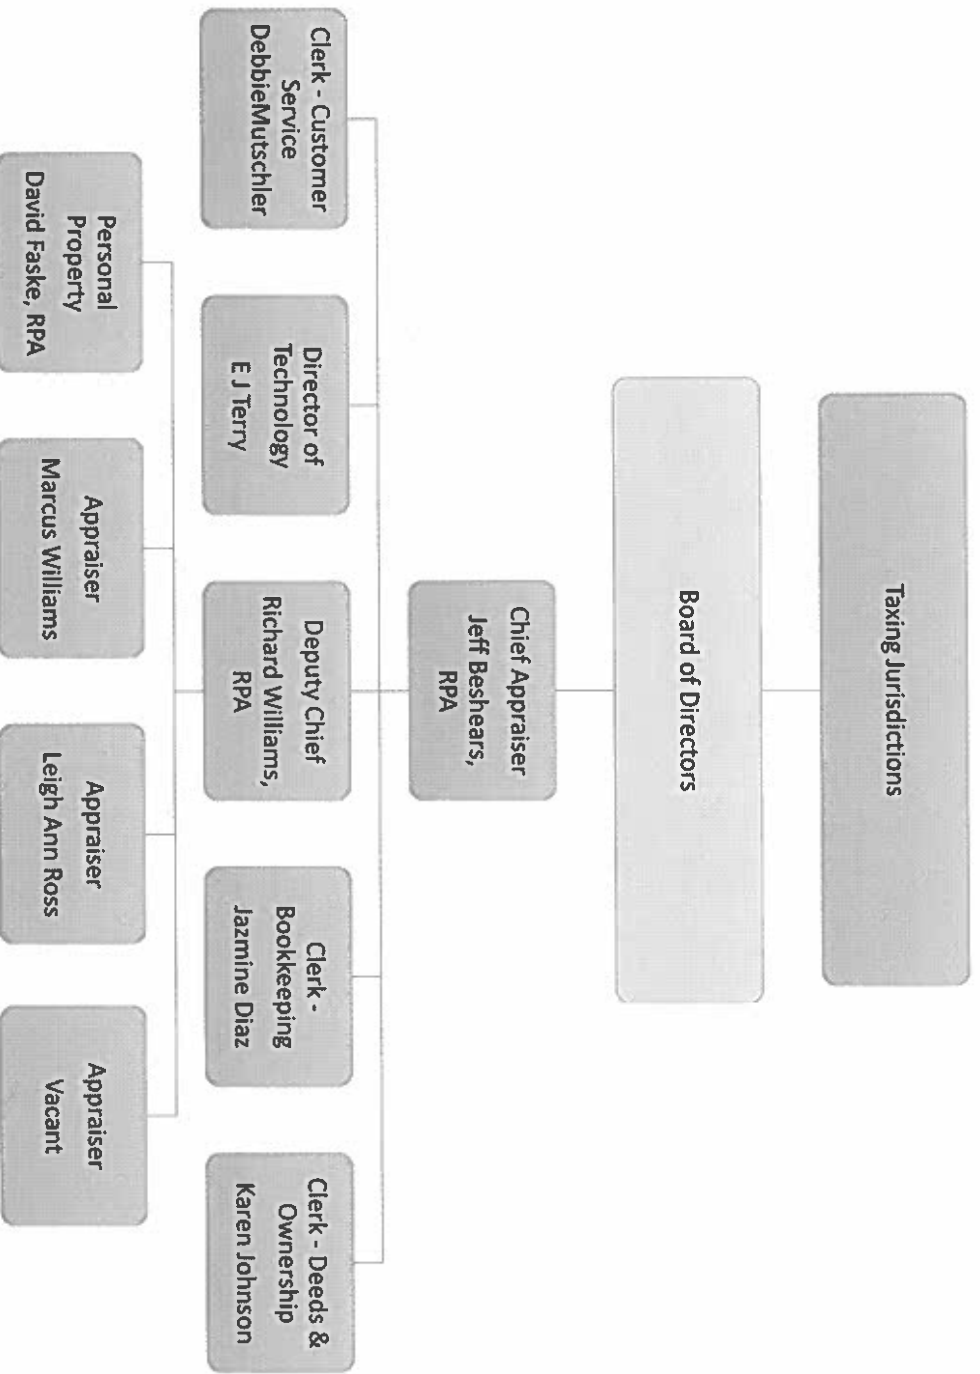 Taxing Jurisdictions
Board of Directors
Chief Appraiser
Jeff Beshears,
RPA
Clerk - Customer
Service
DebbieMutschler
Director of
Technology
E J Terry
Deputy Chief
Richard Williams,
RPA
Clerk -
Bookkeeping
Jazmine Diaz
Clerk - Deeds &
Ownership
Karen Johnson
Personal
Property
David Faske, RPA
Appraiser
Marcus Williams
Appraiser
Leigh Ann Ross
Appraiser
Vacant